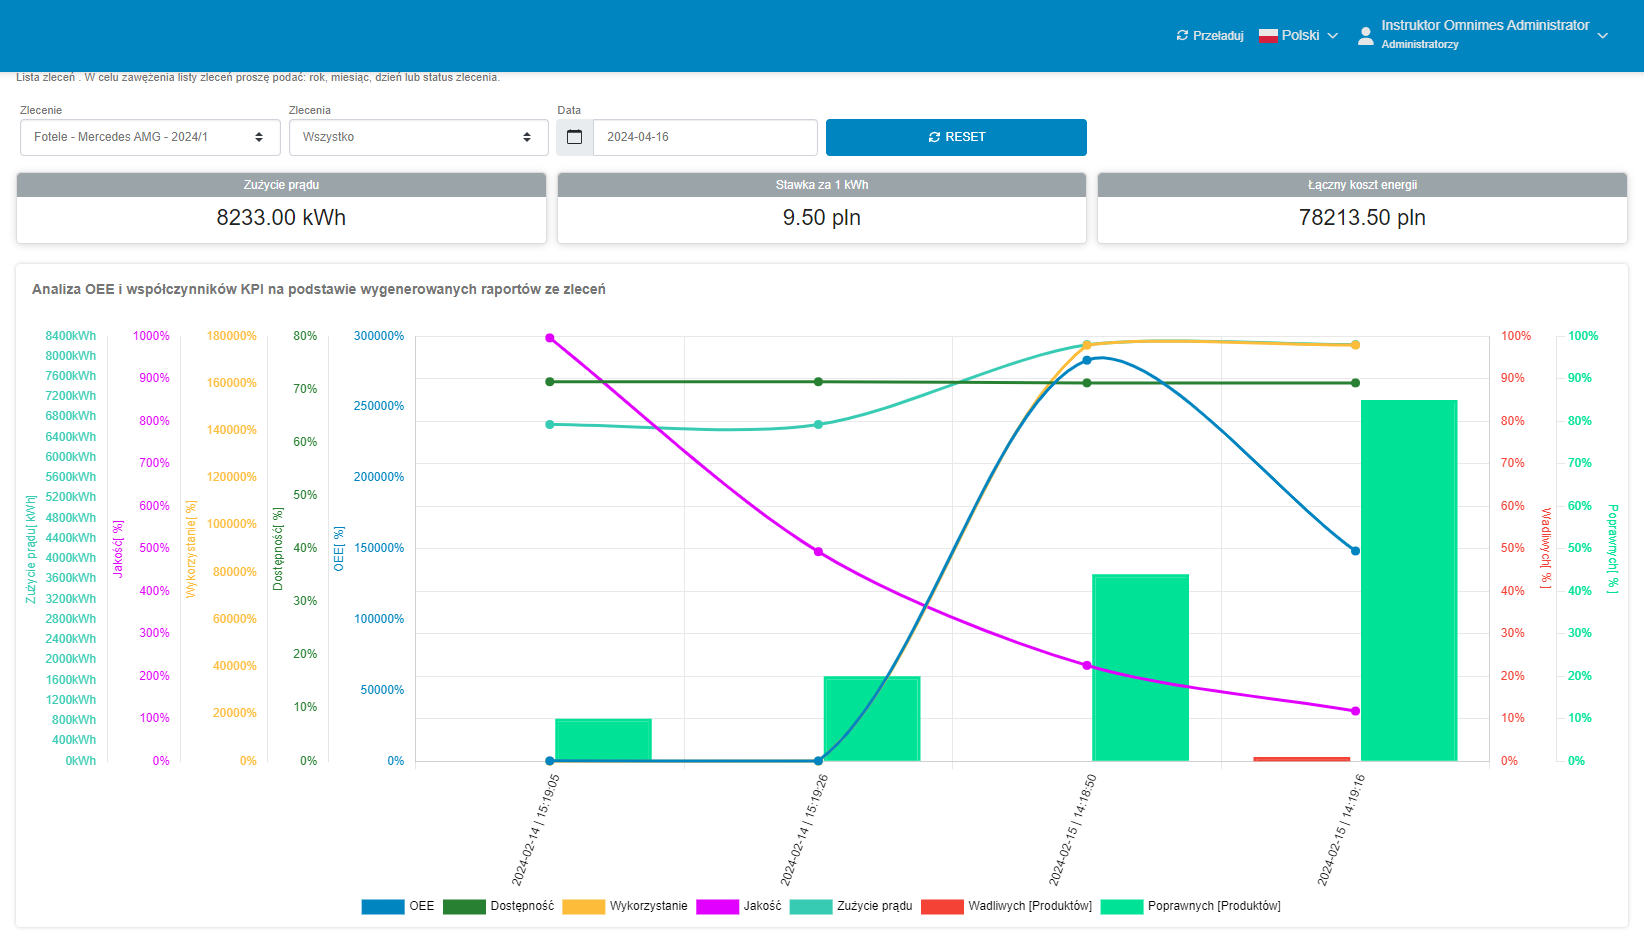 Przeładuj
Polski
Instruktor Omnimes Administrator
Administratorzy
Lista zleceń . W celu zawężenia listy zleceń proszę podać: rok, miesiąc, dzień lub status zlecenia.
Zlecenie
Zlecenia
Data
Fotele - Mercedes AMG - 2024/1
Wszystko
2024-04-16
RESET
Zużycie prądu
Stawka za 1 kWh
Łączny koszt energii
8233.00 kWh
9.50 pln
78213.50 pln
Analiza OEE i współczynników KPI na podstawie wygenerowanych raportów ze zleceń
Zużycie prądu[ kWh]
8400kWh
8000kWh
7600kWh
7200kWh
6800kWh
6400kWh
6000kWh
5600kWh
5200kWh
4800kWh
4400kWh
4000kWh
3600kWh
3200kWh
2800kWh
2400kWh
2000kWh
1600kWh
1200kWh
800kWh
400kWh
0kWh
Jakość[ %]
1000%
900%
800%
700%
600%
500%
400%
300%
200%
100%
0%
Wykorzystanie[ %]
180000%
160000%
140000%
120000%
100000%
80000%
60000%
40000%
20000%
0%
Dostępność[ %]
80%
70%
60%
50%
40%
30%
20%
10%
0%
OEE[ %]
300000%
250000%
200000%
150000%
100000%
50000%
0%
100%
90%
80%
70%
60%
50%
40%
30%
20%
10%
0%
Wadliwych[ % ]
100%
90%
80%
70%
60%
50%
40%
30%
20%
10%
0%
Poprawnych[ % ]
2024-02-14 | 15:19:05
2024-02-14 | 15:19:26
2024-02-15 | 14:18:50
2024-02-15 | 14:19:16
OEE
Dostępność
Wykorzystanie
Jakość
Zużycie prądu
Wadliwych [Produktów]
Poprawnych [Produktów]